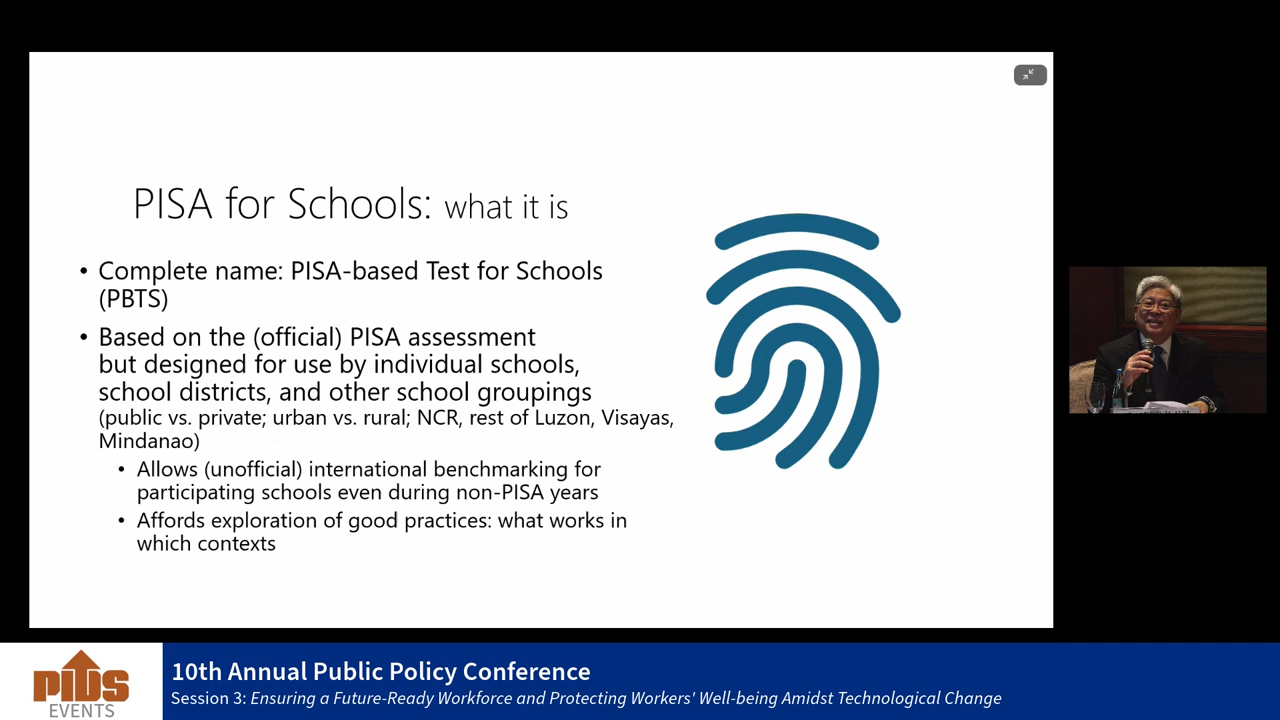 PISA for Schools: what it is
• Complete name: PISA-based Test for Schools
(PBTS)
• Based on the (official) PISA assessment
but designed for use by individual schools,
school districts, and other school groupings
(public vs. private; urban vs. rural; NCR, rest of Luzon, Visayas,
Mindanao)
• Allows (unofficial) international benchmarking for
participating schools even during non-PISA years
• Affords exploration of good practices: what works in
which contexts
PIDS
EVENTS
10th Annual Public Policy Conference
Session 3: Ensuring a Future-Ready Workforce and Protecting Workers' Well-being Amidst Technological Change